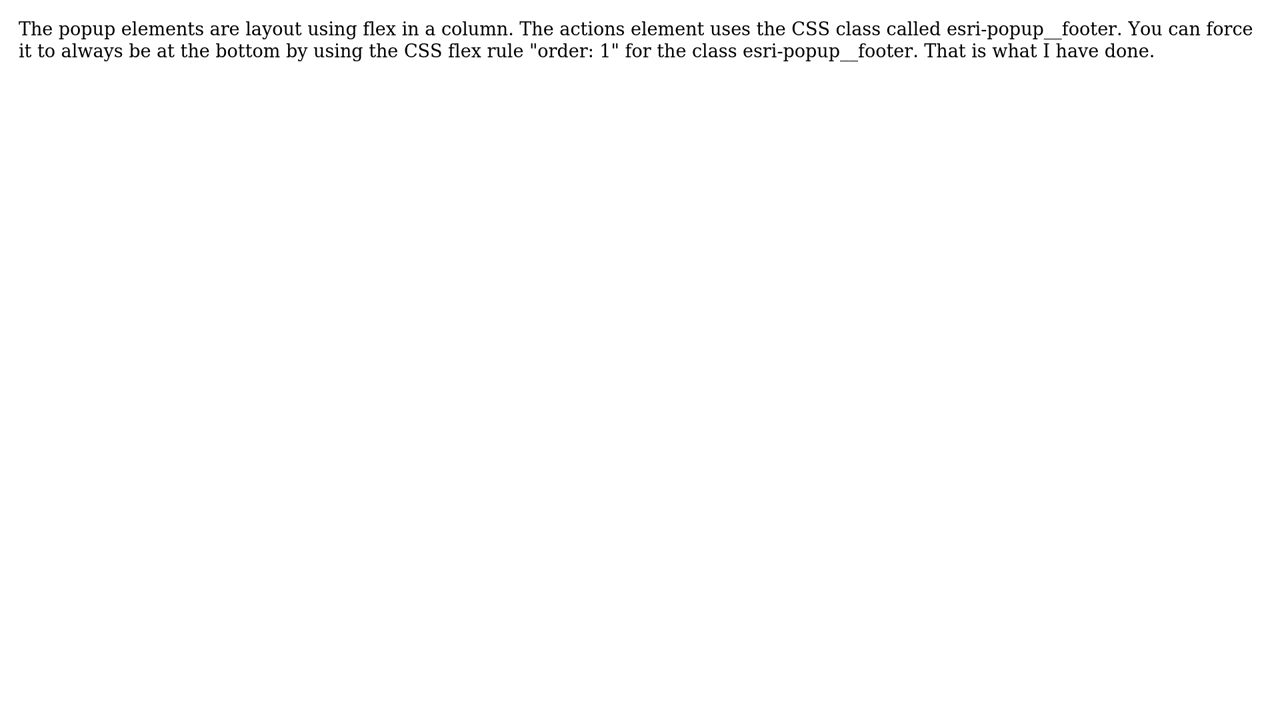 The popup elements are layout using flex in a column. The actions element uses the CSS class called esri-popup__footer. You can force
it to always be at the bottom by using the CSS flex rule "order: 1" for the class esri-popup__footer. That is what I have done.